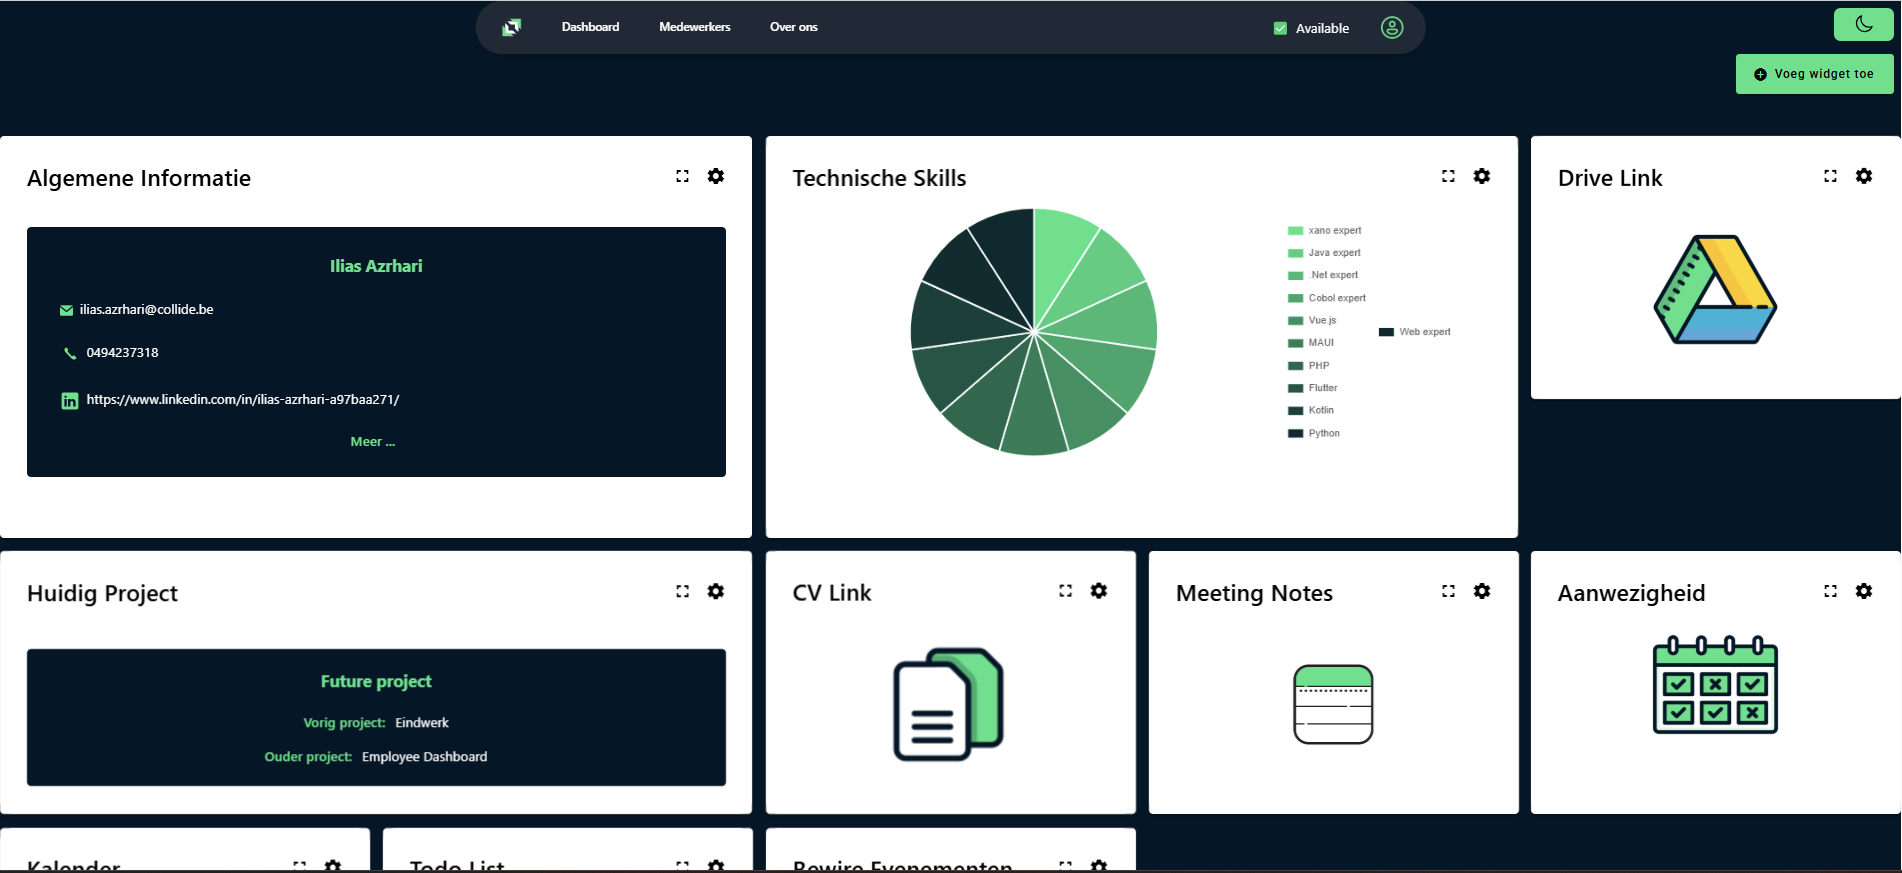 Dashboard
Medewerkers
Over ons
Available
Voeg widget toe
Algemene Informatie
Ilias Azrhari
ilias.azrhari@collide.be
0494237318
https://www.linkedin.com/in/ilias-azrhari-a97baa271/
Meer ...
Technische Skills
xano expert
Java expert
.Net expert
Cobol expert
Vue.js
MAUI
PHP
Flutter
Kotlin
Python
Web expert
Drive Link
Huidig Project
Future project
Vorig project: Eindwerk
Ouder project: Employee Dashboard
CV Link
Meeting Notes
Aanwezigheid
Kalender
Todo List
Bewire Evenementen